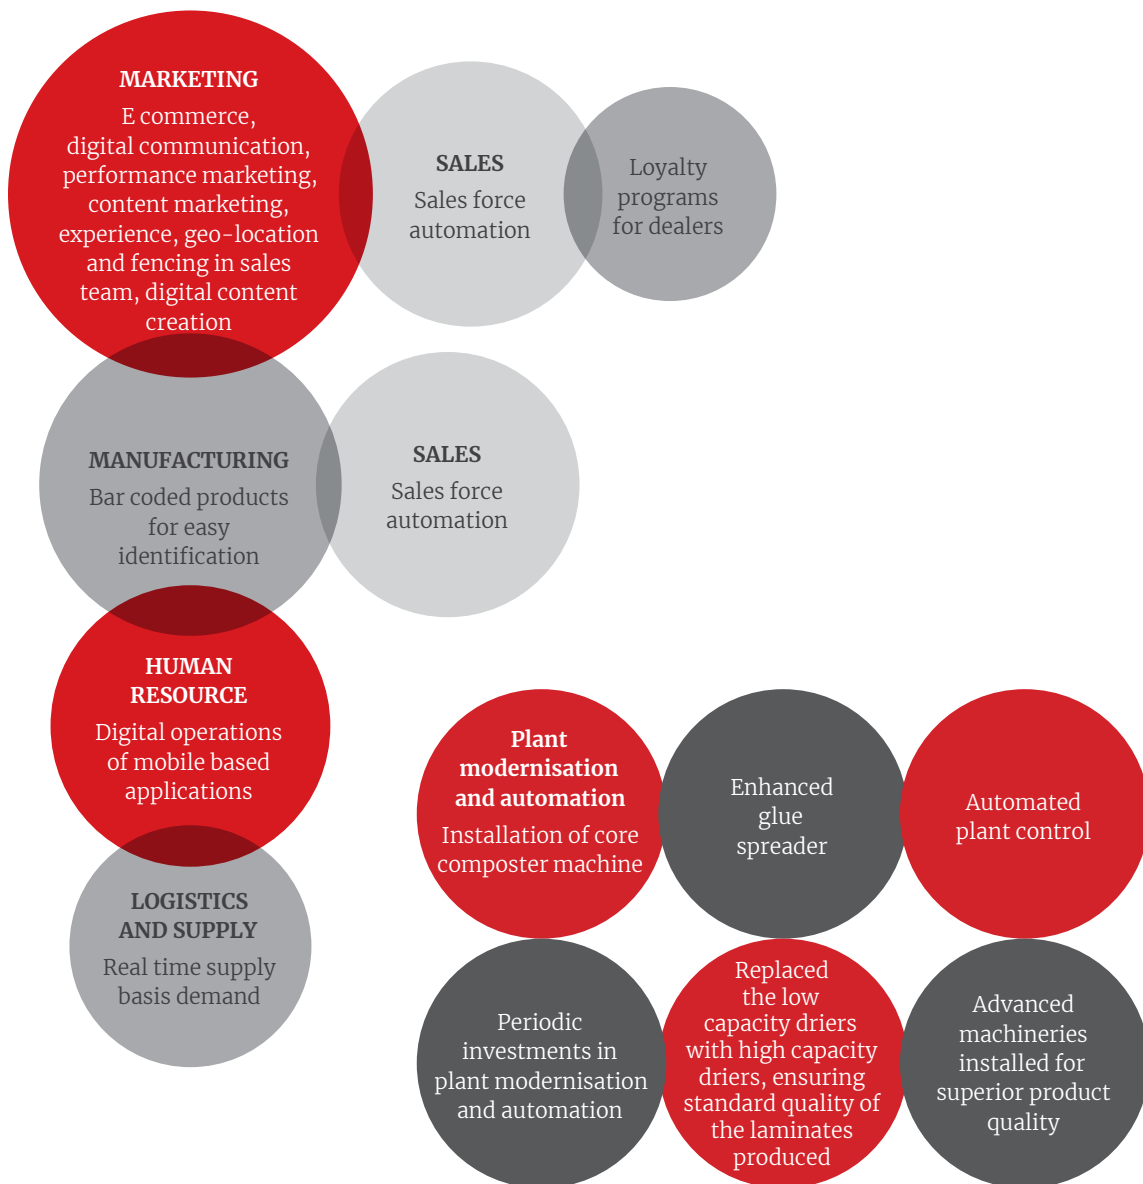 MARKETING
E commerce,
digital communication,
performance marketing,
content marketing,
experience, geo-location
and fencing in sales
team, digital content
creation
SALES
Sales force
automation
Loyalty
programs
for dealers
MANUFACTURING
Bar coded products
for easy
identification
SALES
Sales force
automation
HUMAN
RESOURCE
Digital operations
of mobile based
applications
LOGISTICS
AND SUPPLY
Real time supply
basis demand
Plant
modernisation
and automation
Installation of core
composter machine
Enhanced
glue
spreader
Automated
plant control
Periodic
investments in
plant modernisation
and automation
Replaced
the low
capacity driers
with high capacity
driers, ensuring
standard quality of
the laminates
produced
Advanced
machineries
installed for
superior product
quality